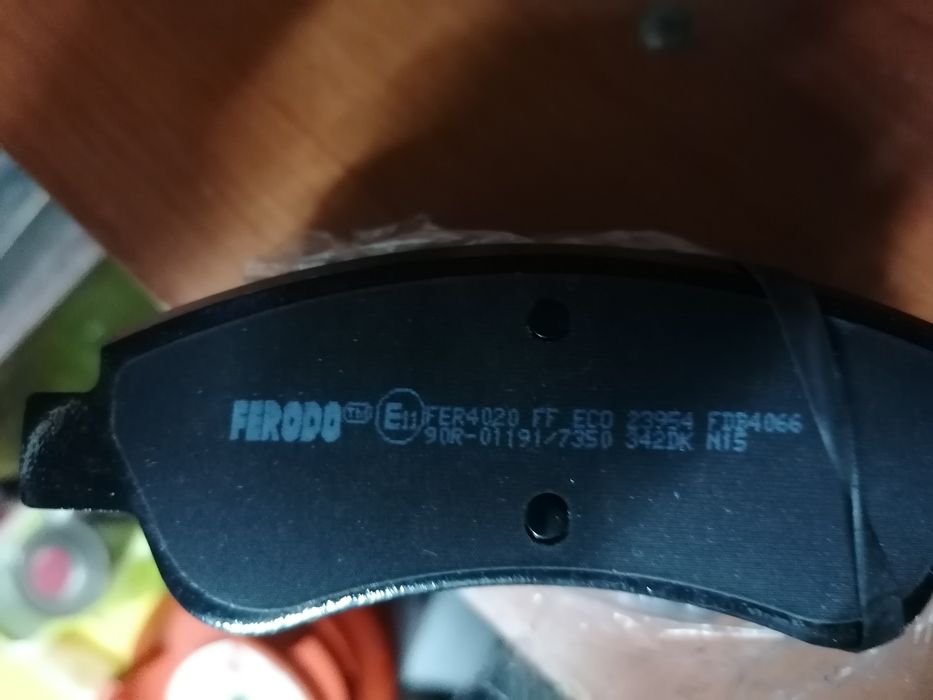 FERODO E11 FER4020 FF ECO 23954 FDB4066
90R-01191/7350 342DK N15